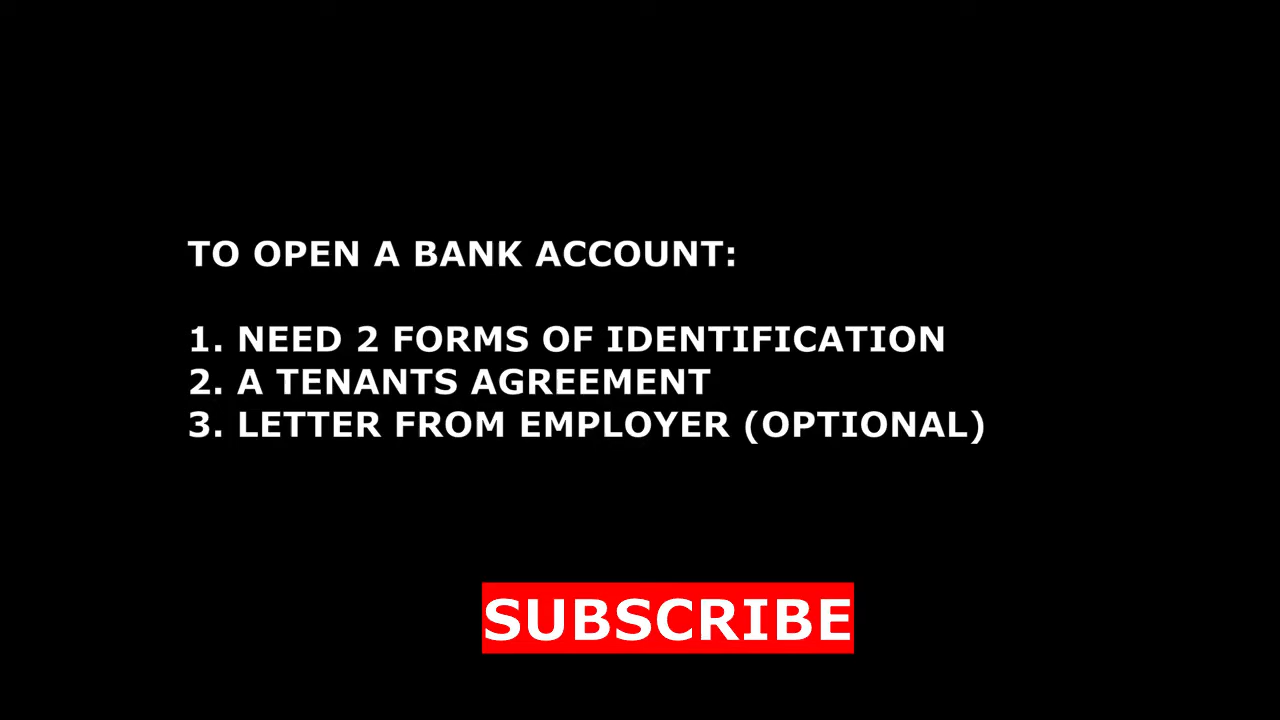 TO OPEN A BANK ACCOUNT:
1. NEED 2 FORMS OF IDENTIFICATION
2. A TENANTS AGREEMENT
3. LETTER FROM EMPLOYER (OPTIONAL)
SUBSCRIBE